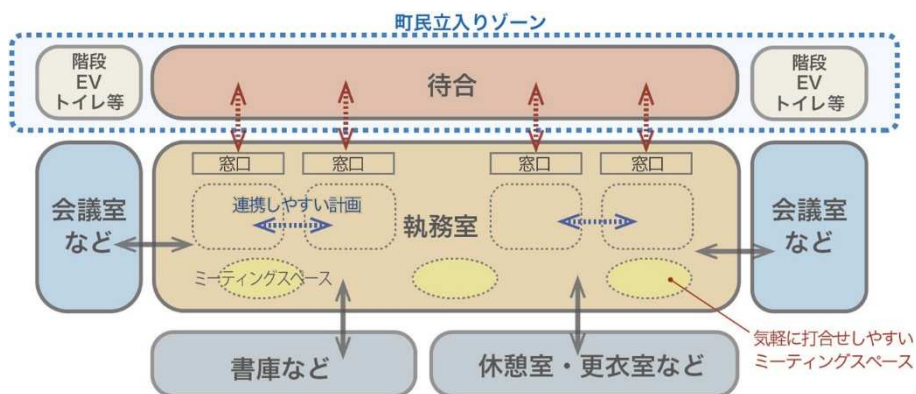 町民立入りゾーン
階段
EV
トイレ等
待合
階段
EV
トイレ等
窓口
窓口
窓口
窓口
会議室
など
連携しやすい計画
執務室
会議室
など
ミーティングスペース
気軽に打合せしやすい
ミーティングスペース
書庫など
休憩室・更衣室など